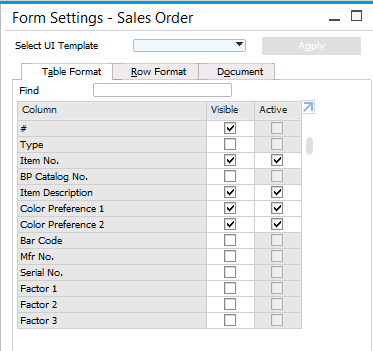 Form Settings - Sales Order
Select UI Template
Apply
Table Format Row Format Document
Find
Column Visible Active
#
Type
Item No.
BP Catalog No.
Item Description
Color Preference 1
Color Preference 2
Bar Code
Mfr No.
Serial No.
Factor 1
Factor 2
Factor 3